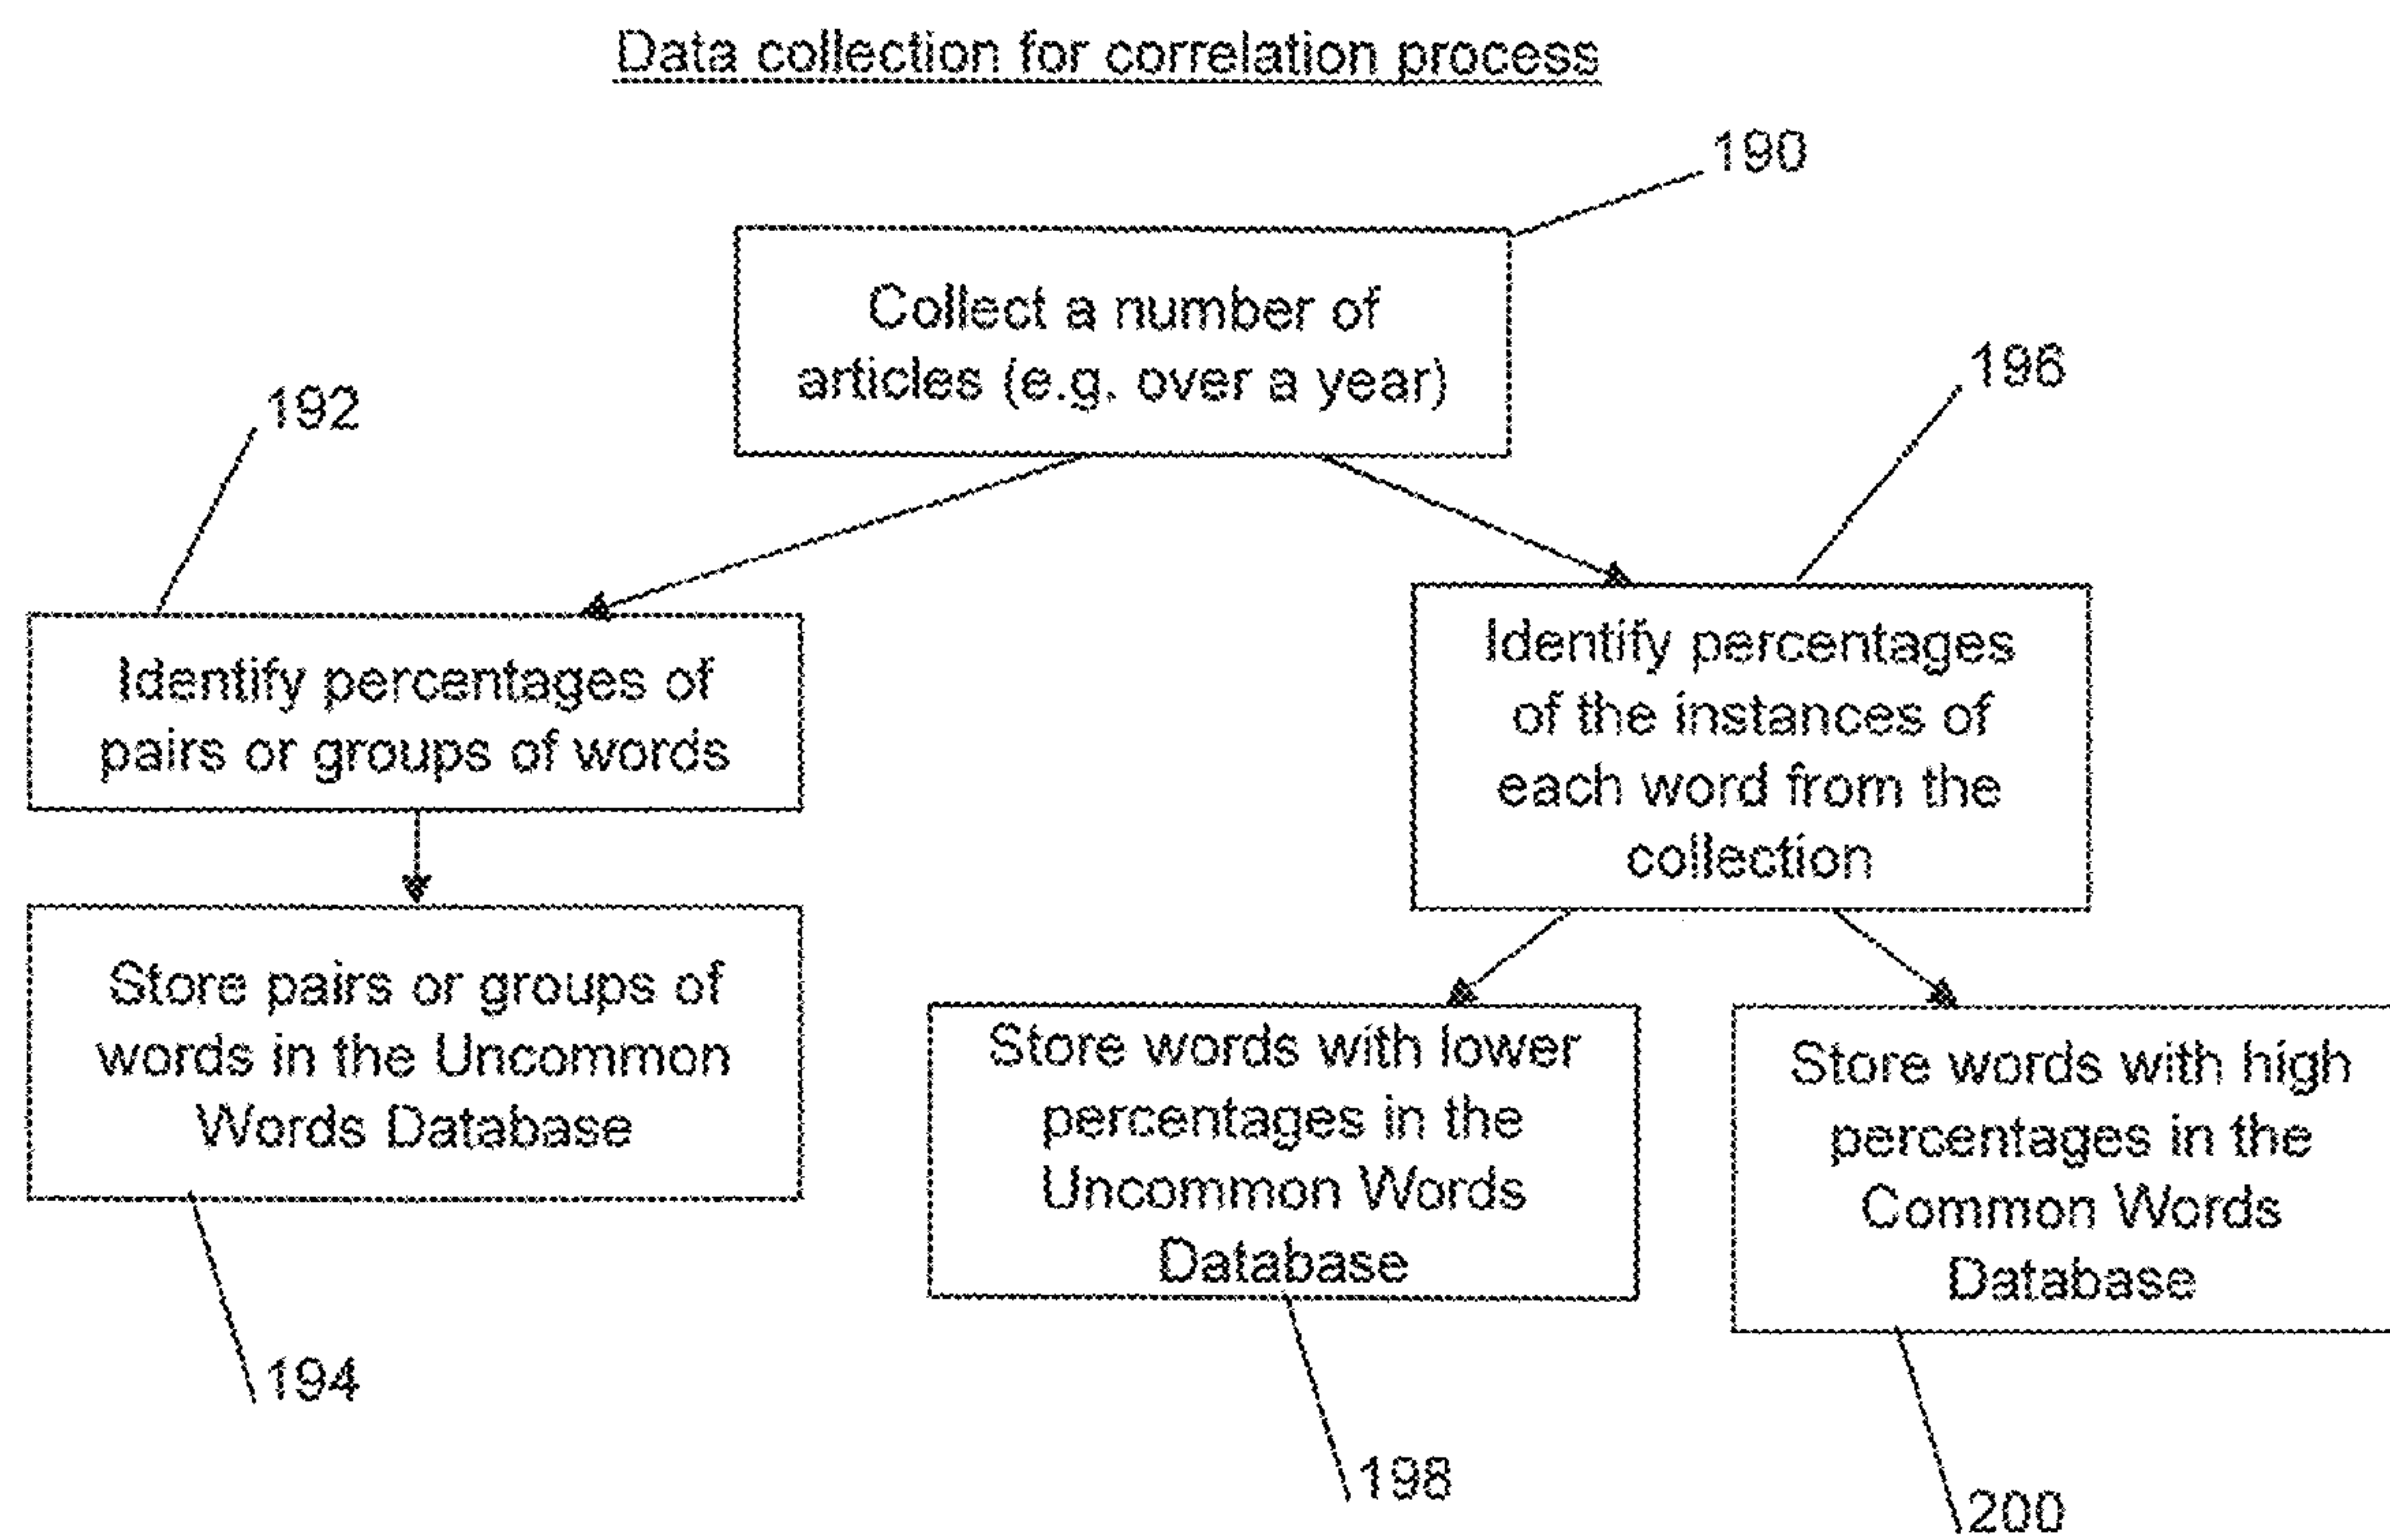 Data collection for correlation process
190
Collect a number of
articles (e.g. over a year)
192
196
Identify percentages of
pairs or groups of words
Identify percentages
of the instances of
each word from the
collection
Store pairs or groups of
words in the Uncommon
Words Database
Store words with lower
percentages in the
Uncommon Words
Database
Store words with high
percentages in the
Common Words
Database
194
198
200